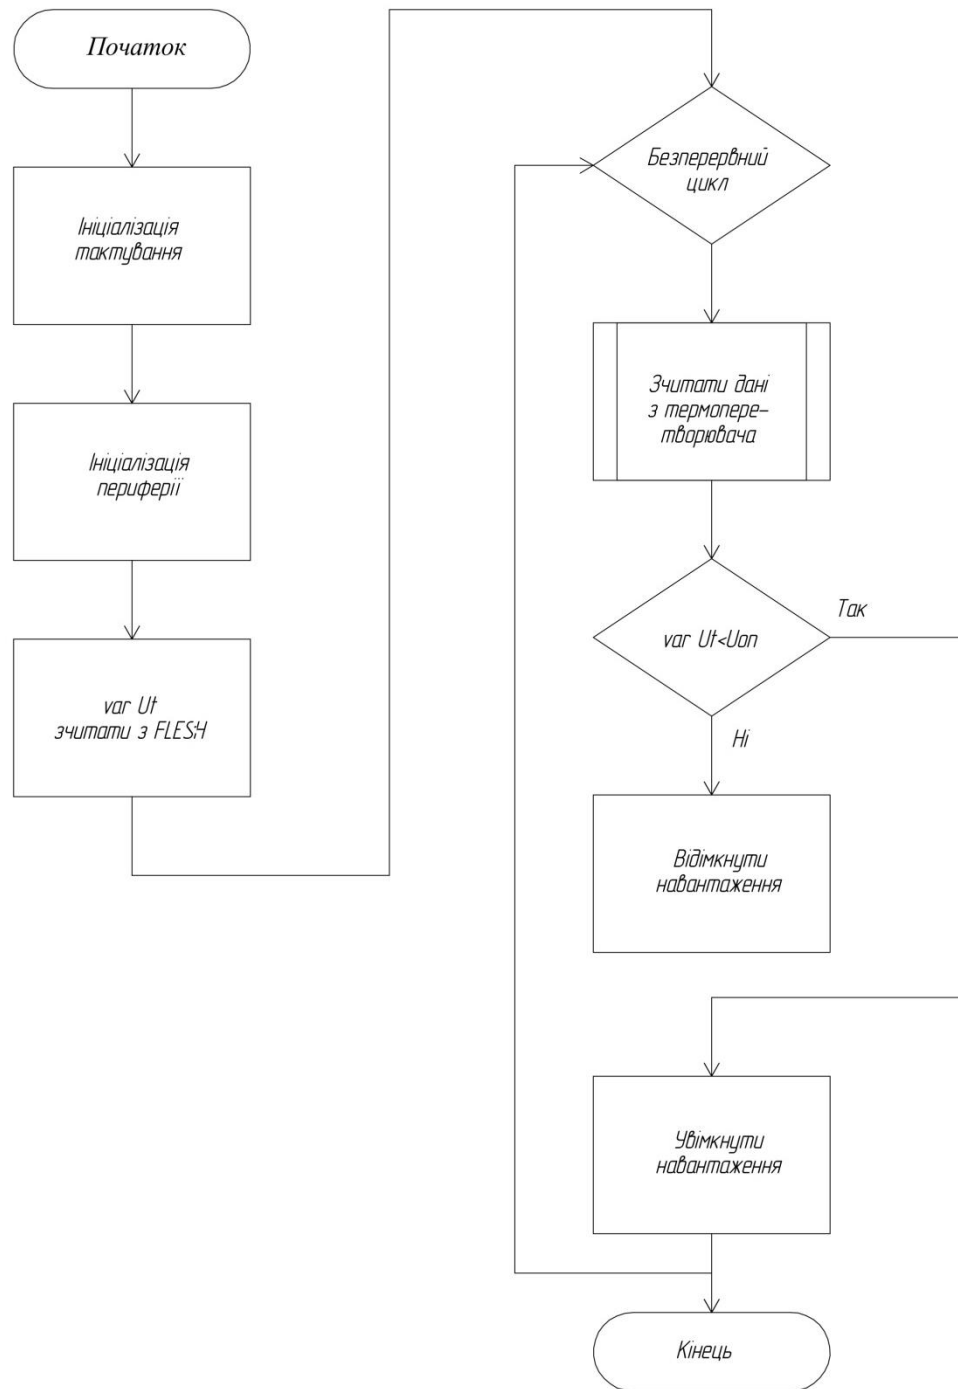 Початок
Ініціалізація
тактування
Ініціалізація
периферії
var Ut
зчитати з FLESH
Безперервний
цикл
Зчитати дані
з термопере-
творювача
var Ut<Uоп
Так
Ні
Відімкнути
навантаження
Увімкнути
навантаження
Кінець